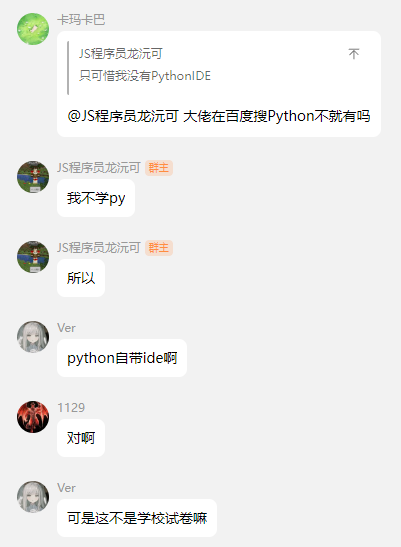 卡玛卡巴
JS程序员龙沅可
只可惜我没有PythonIDE
@JS程序员龙沅可 大佬在百度搜Python不就有吗
JS程序员龙沅可 群主
我不学py
JS程序员龙沅可 群主
所以
Ver
python自带ide啊
1129
对啊
Ver
可是这不是学校试卷嘛